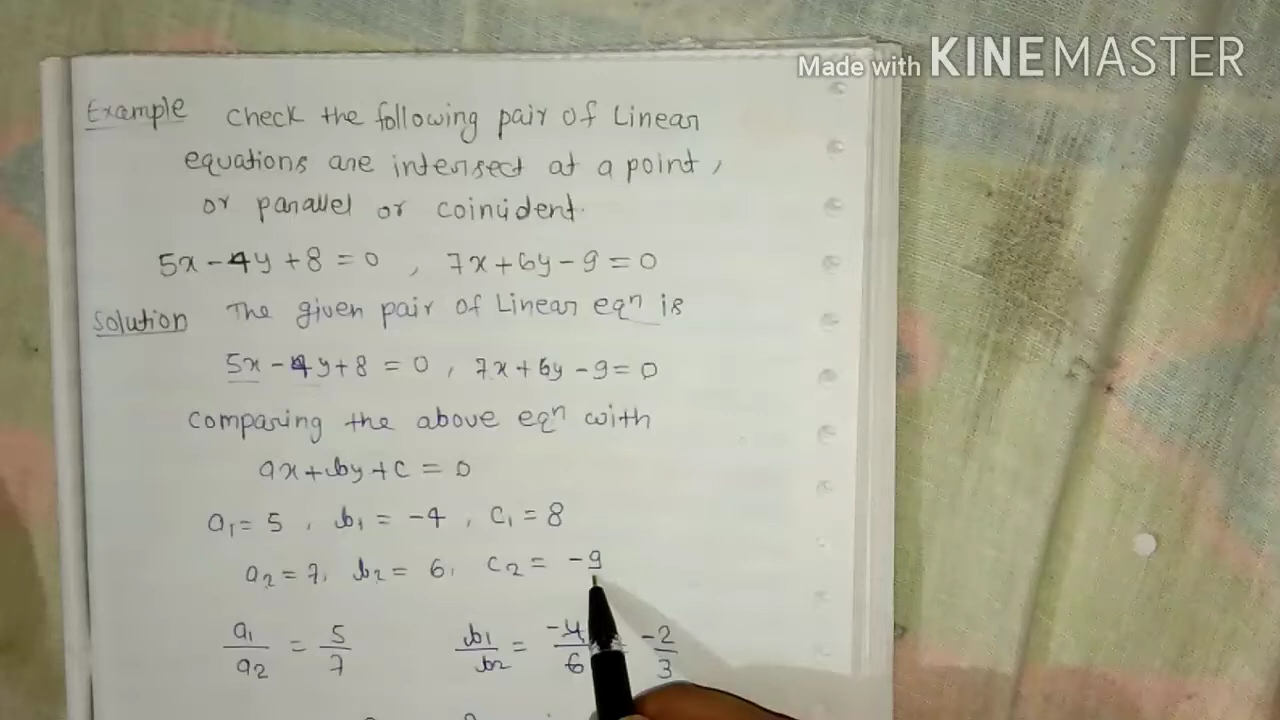 Made with KINEMASTER
Example Check the following pair of Linear
equations are intersect at a point,
or parallel or coincident.
5x - 4y + 8 = 0 , 7x + 6y - 9 = 0
Solution The given pair of Linear eqⁿ is
5x - 4y + 8 = 0 , 7x + 6y - 9 = 0
Comparing the above eqⁿ with
ax + by + c = 0
a₁ = 5 , b₁ = -4 , c₁ = 8
a₂ = 7, b₂ = 6, c₂ = -9
a₁/a₂ = 5/7 b₁/b₂ = -4/6 -2/3